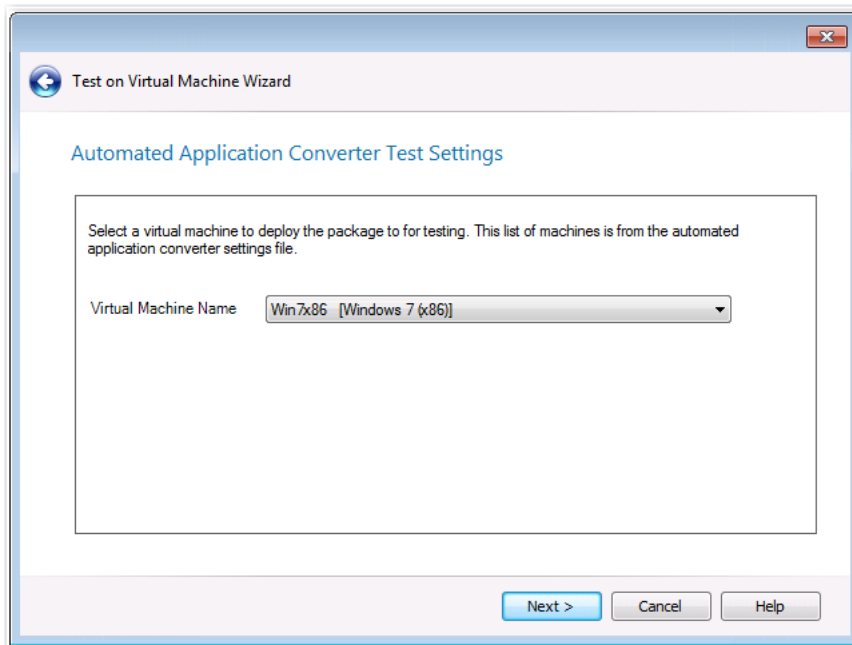 Test on Virtual Machine Wizard
Automated Application Converter Test Settings
Select a virtual machine to deploy the package to for testing. This list of machines is from the automated
application converter settings file.
Virtual Machine Name Win7x86 [Windows 7 (x86)]
Next > Cancel Help